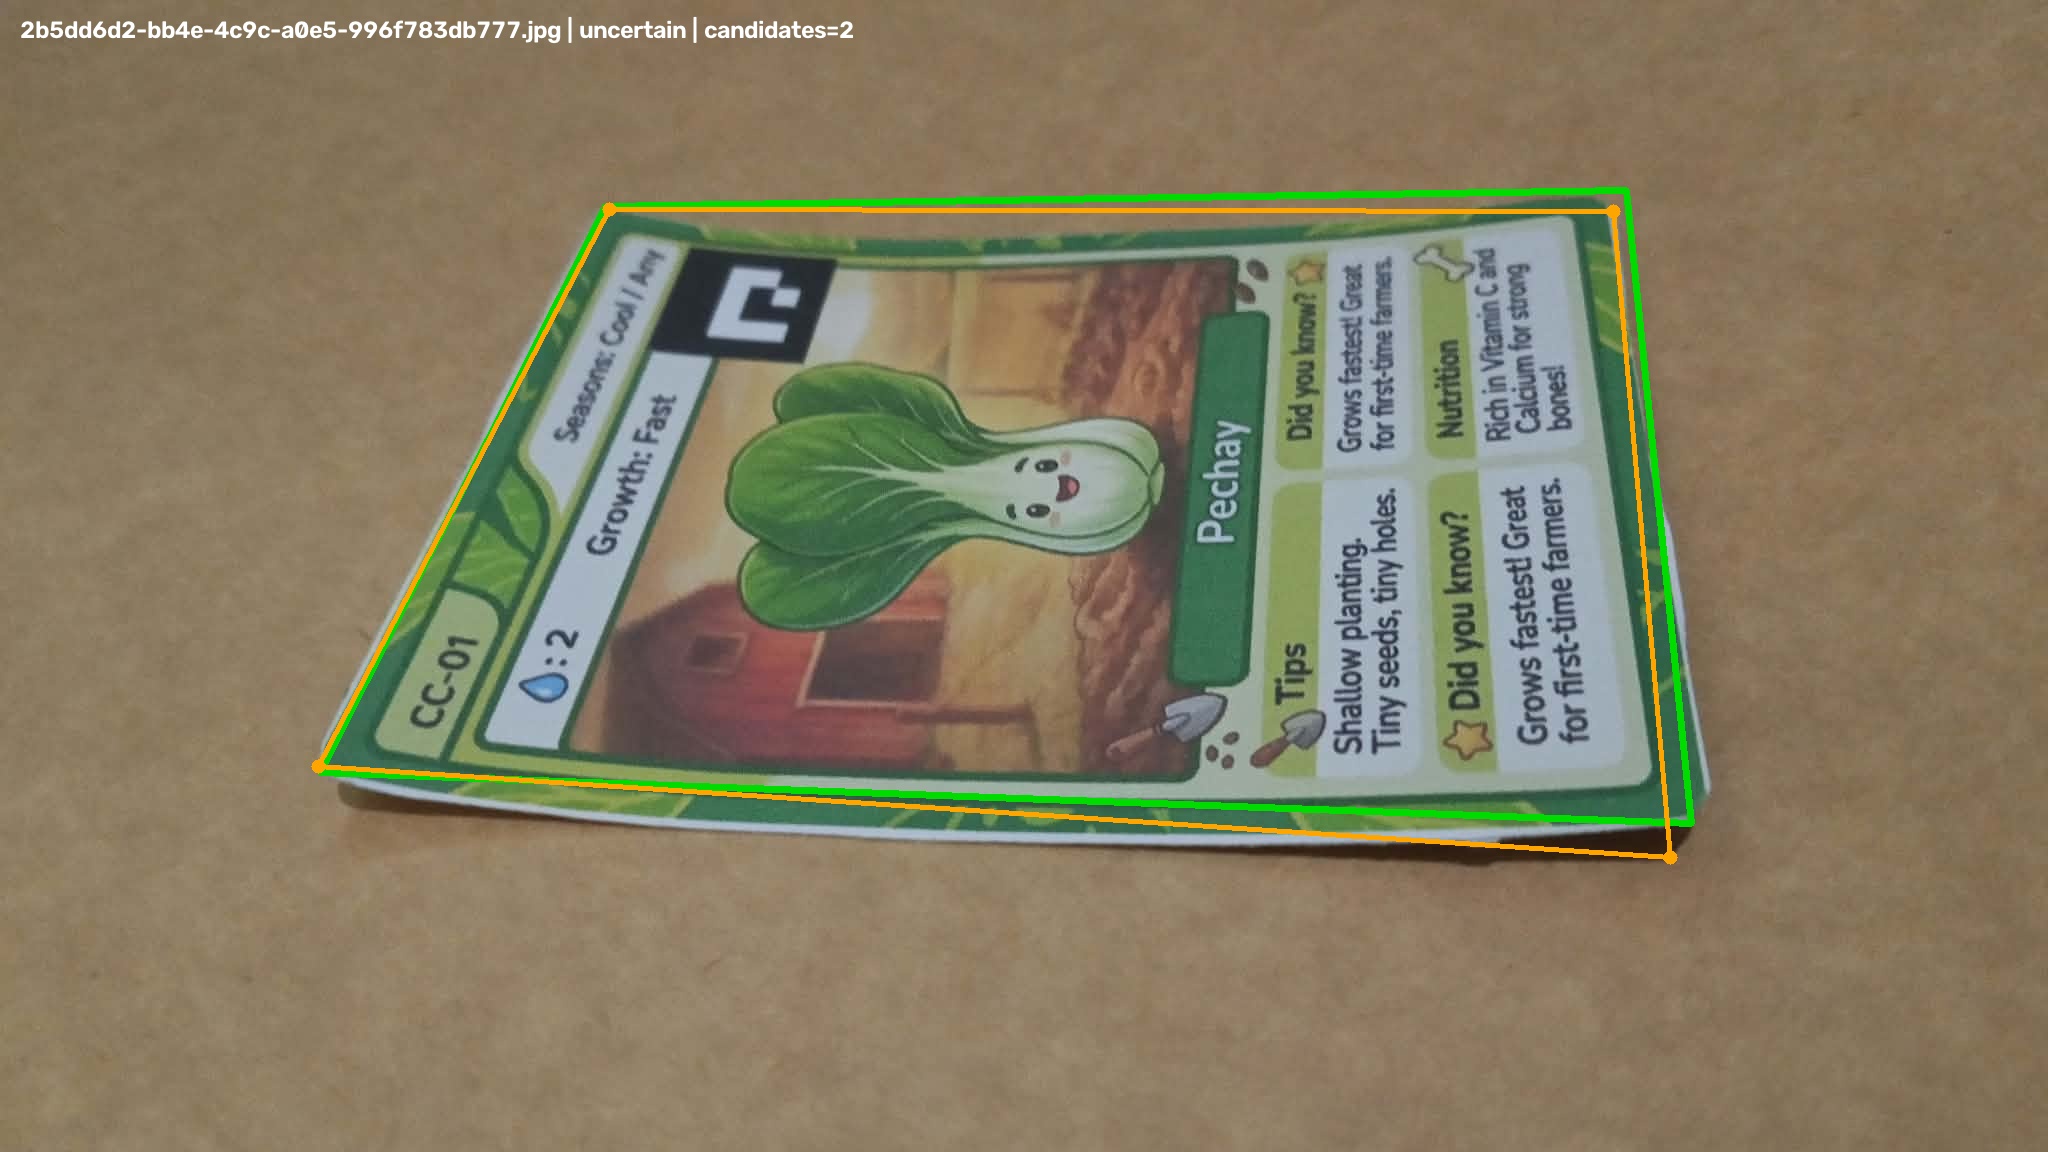 2b5dd6d2-bb4e-4c9c-a0e5-996f783db777.jpg | uncertain | candidates=2
CC-01
Seasons: Cool / Any
: 2
Growth: Fast
Pechay
Tips
Shallow planting.
Tiny seeds, tiny holes.
Did you know?
Grows fastest! Great
for first-time farmers.
Did you know?
Grows fastest! Great
for first-time farmers.
Nutrition
Rich in Vitamin C and
Calcium for strong
bones!